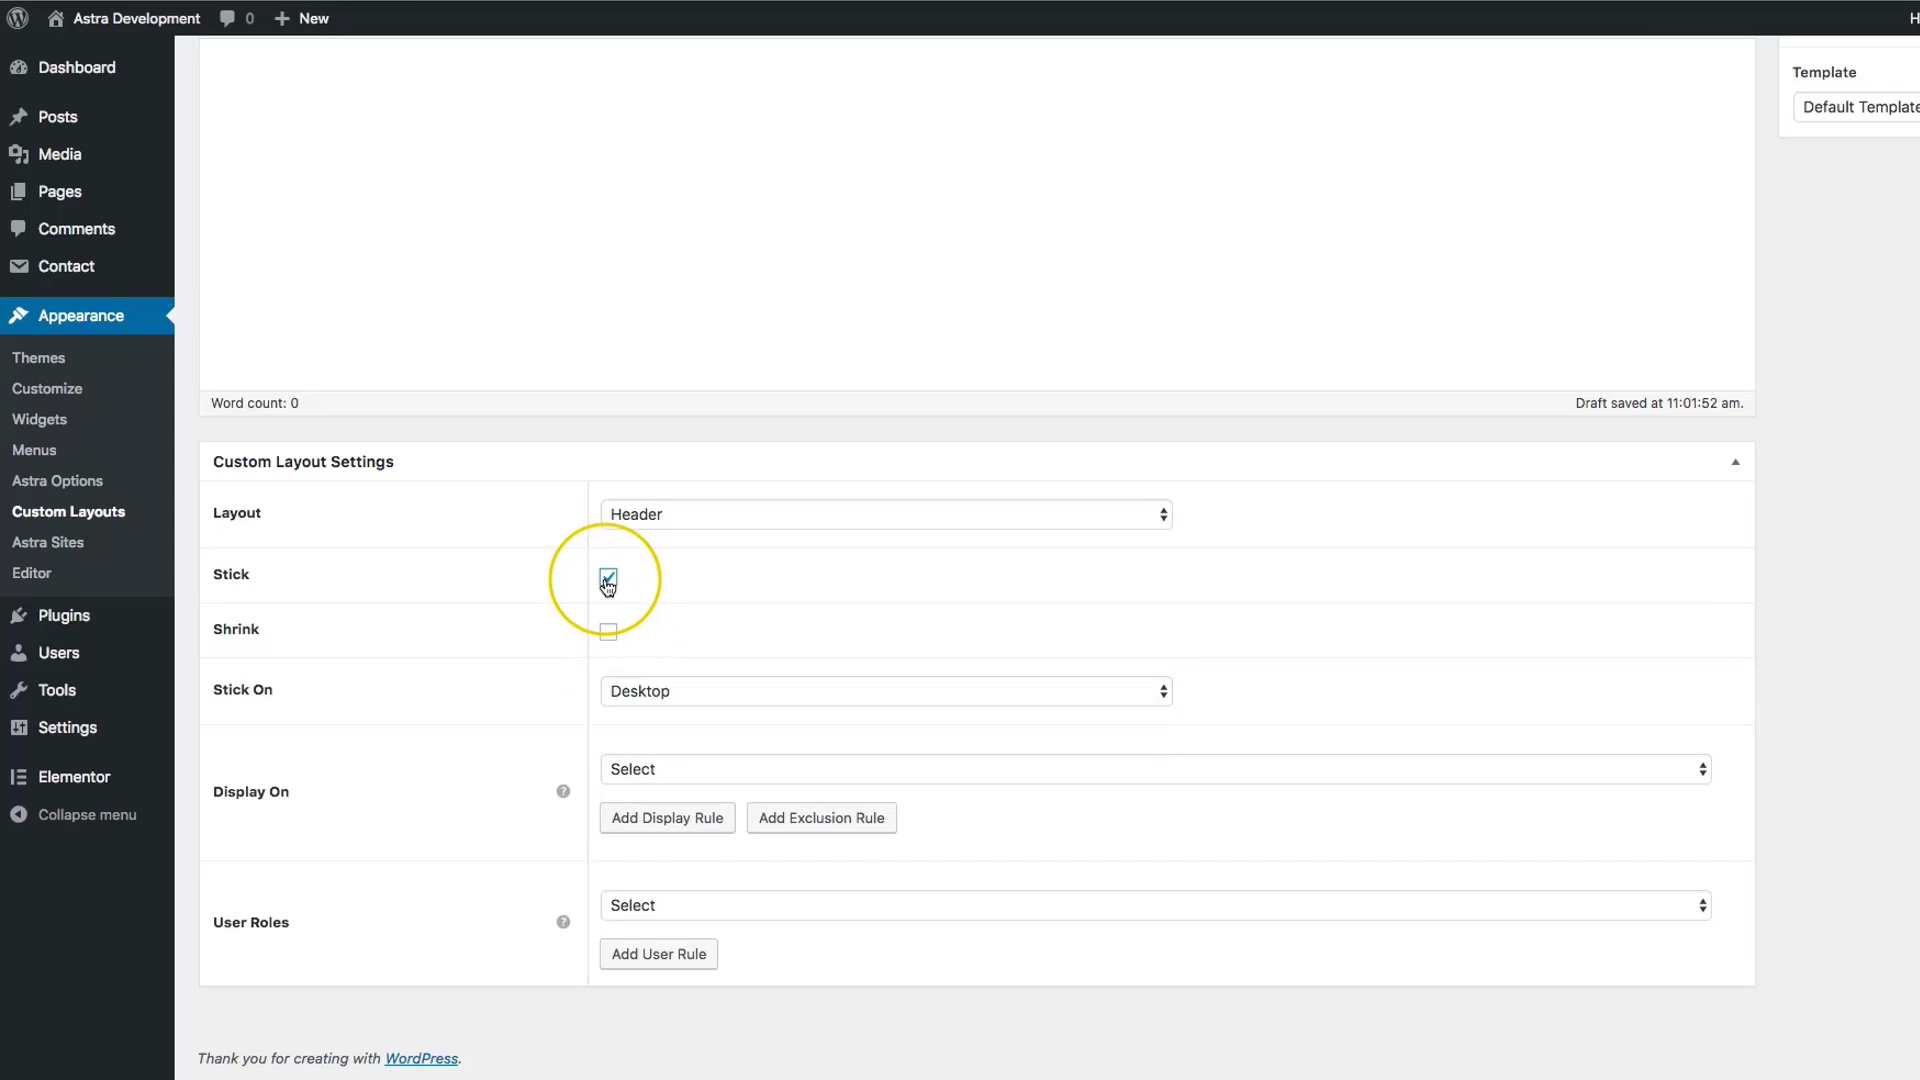 Astra Development 0 New H
Dashboard
Posts
Media
Pages
Comments
Contact
Appearance
Themes
Customize
Widgets
Menus
Astra Options
Custom Layouts
Astra Sites
Editor
Plugins
Users
Tools
Settings
Elementor
Collapse menu
Template
Default Template
Word count: 0 Draft saved at 11:01:52 am.
Custom Layout Settings
Layout Header
Stick
Shrink
Stick On Desktop
Display On ? Select
Add Display Rule Add Exclusion Rule
User Roles ? Select
Add User Rule
Thank you for creating with WordPress.